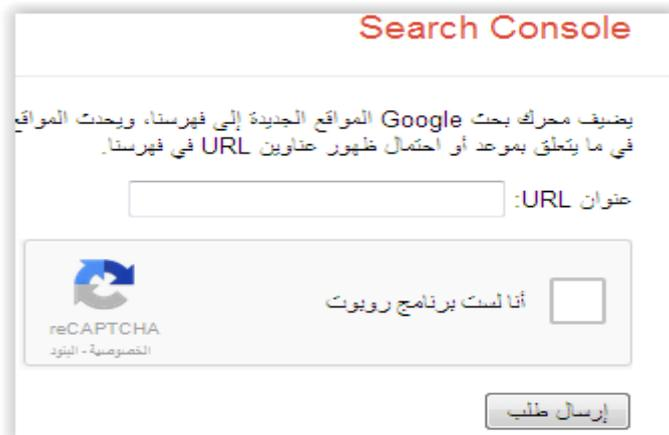 Search Console
يضيف محرك بحث Google المواقع الجديدة إلى فهرسنا، ويحدث المواقع
في ما يتعلق بموعد أو احتمال ظهور عناوين URL في فهرسنا.
عنوان URL:
أنا لست برنامج روبوت
reCAPTCHA
الخصوصية - البنود
إرسال طلب